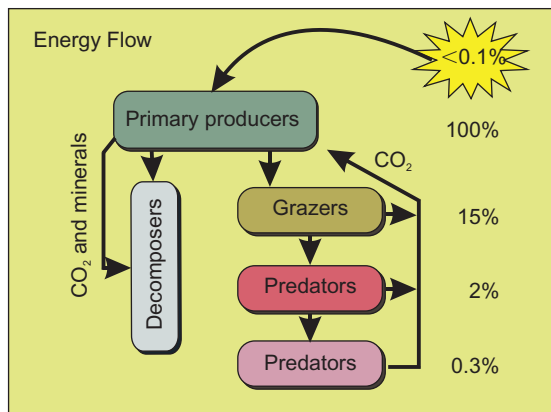 Energy Flow
<0.1%
Primary producers
100%
CO₂
CO₂ and minerals
Decomposers
Grazers
15%
Predators
2%
Predators
0.3%